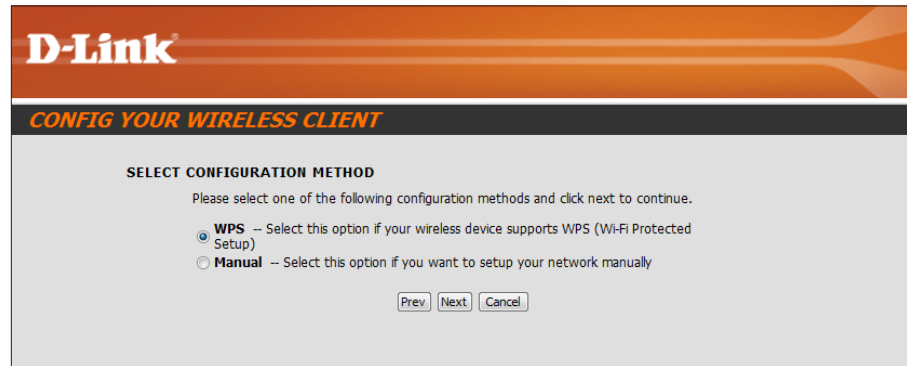 D-Link®
CONFIG YOUR WIRELESS CLIENT
SELECT CONFIGURATION METHOD
Please select one of the following configuration methods and click next to continue.
WPS -- Select this option if your wireless device supports WPS (Wi-Fi Protected
Setup)
Manual -- Select this option if you want to setup your network manually
Prev Next Cancel